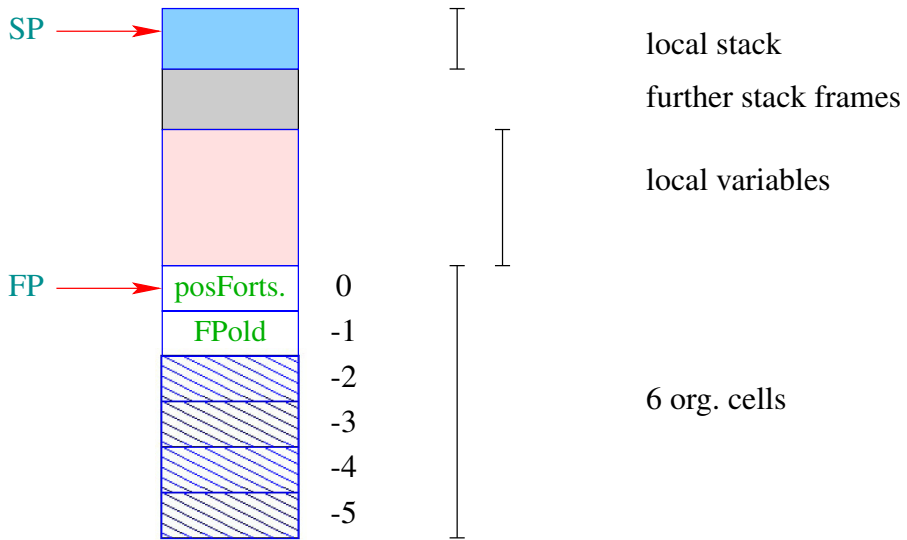 SP
local stack
further stack frames
local variables
FP
posForts.
0
FPold
-1
-2
-3
6 org. cells
-4
-5